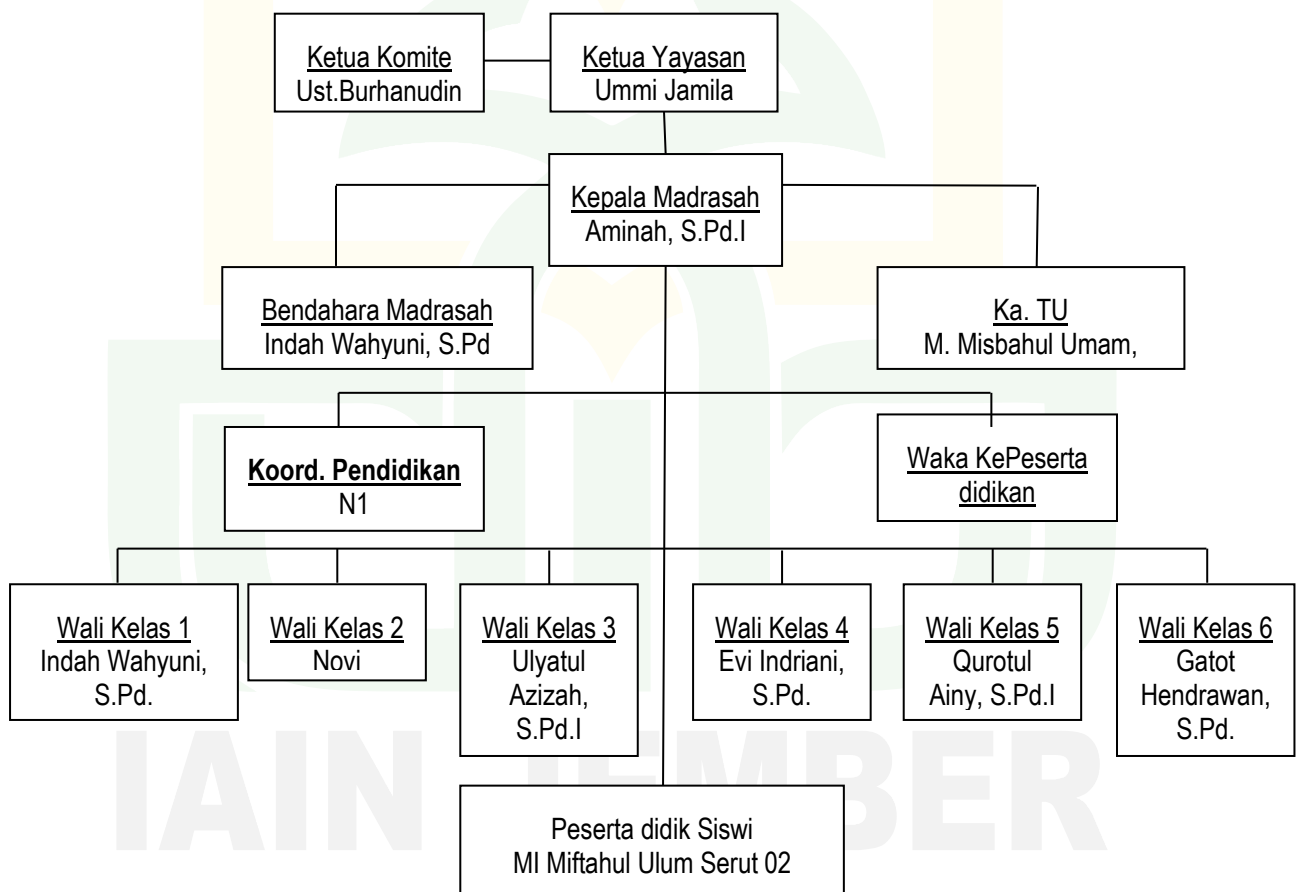 Ketua Komite
Ust.Burhanudin
Ketua Yayasan
Ummi Jamila
Kepala Madrasah
Aminah, S.Pd.I
Bendahara Madrasah
Indah Wahyuni, S.Pd
Ka. TU
M. Misbahul Umam,
Koord. Pendidikan
N1
Waka KePeserta
didikan
Wali Kelas 1
Indah Wahyuni,
S.Pd.
Wali Kelas 2
Novi
Wali Kelas 3
Ulyatul
Azizah,
S.Pd.I
Wali Kelas 4
Evi Indriani,
S.Pd.
Wali Kelas 5
Qurotul
Ainy, S.Pd.I
Wali Kelas 6
Gatot
Hendrawan,
S.Pd.
IAIN JEMBER
Peserta didik Siswi
MI Miftahul Ulum Serut 02